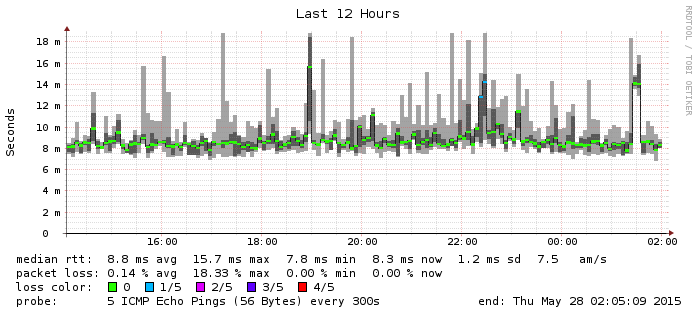 Last 12 Hours
RRDTOOL / TOBI OETIKER
Seconds
18 m
16 m
14 m
12 m
10 m
8 m
6 m
4 m
2 m
0
16:00 18:00 20:00 22:00 00:00 02:00
median rtt: 8.8 ms avg 15.7 ms max 7.8 ms min 8.3 ms now 1.2 ms sd 7.5 am/s
packet loss: 0.14 % avg 18.33 % max 0.00 % min 0.00 % now
loss color: 0 1/5 2/5 3/5 4/5
probe: 5 ICMP Echo Pings (56 Bytes) every 300s end: Thu May 28 02:05:09 2015